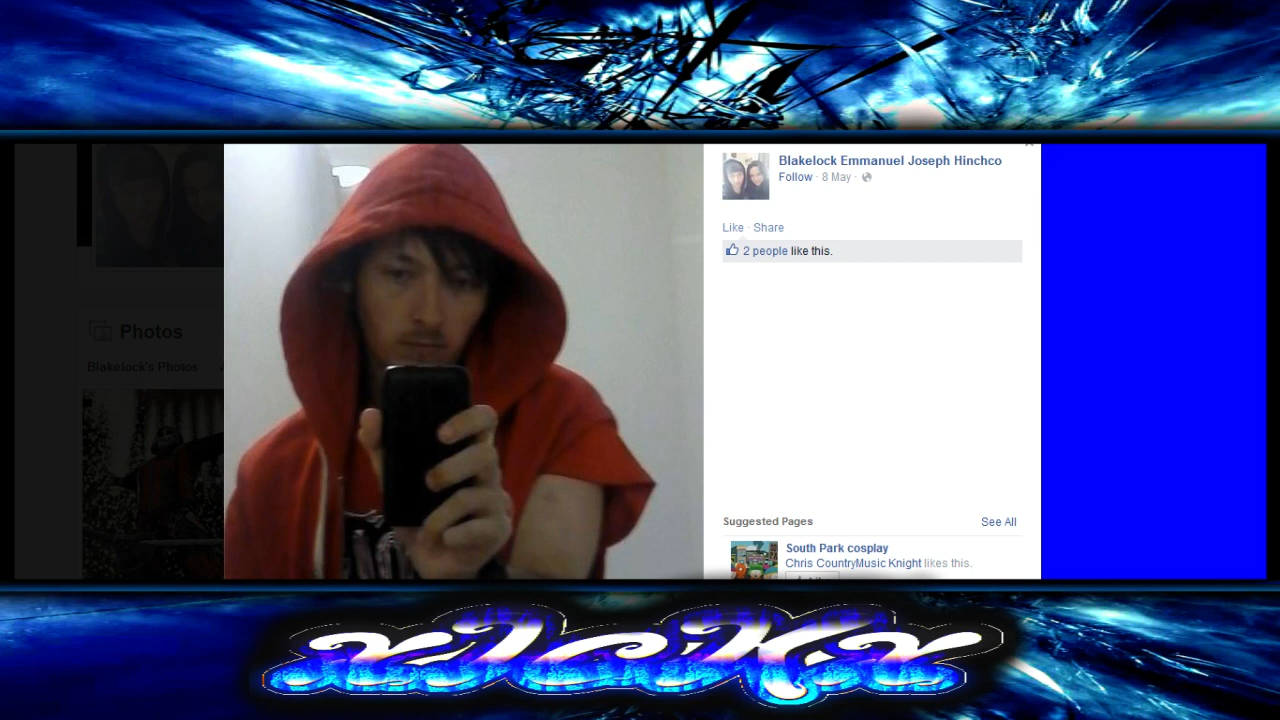 Blakelock Emmanuel Joseph Hinchco
Follow · 8 May ·
Like · Share
2 people like this.
Photos
Blakelock's Photos
Suggested Pages
See All
South Park cosplay
Chris CountryMusic Knight likes this.